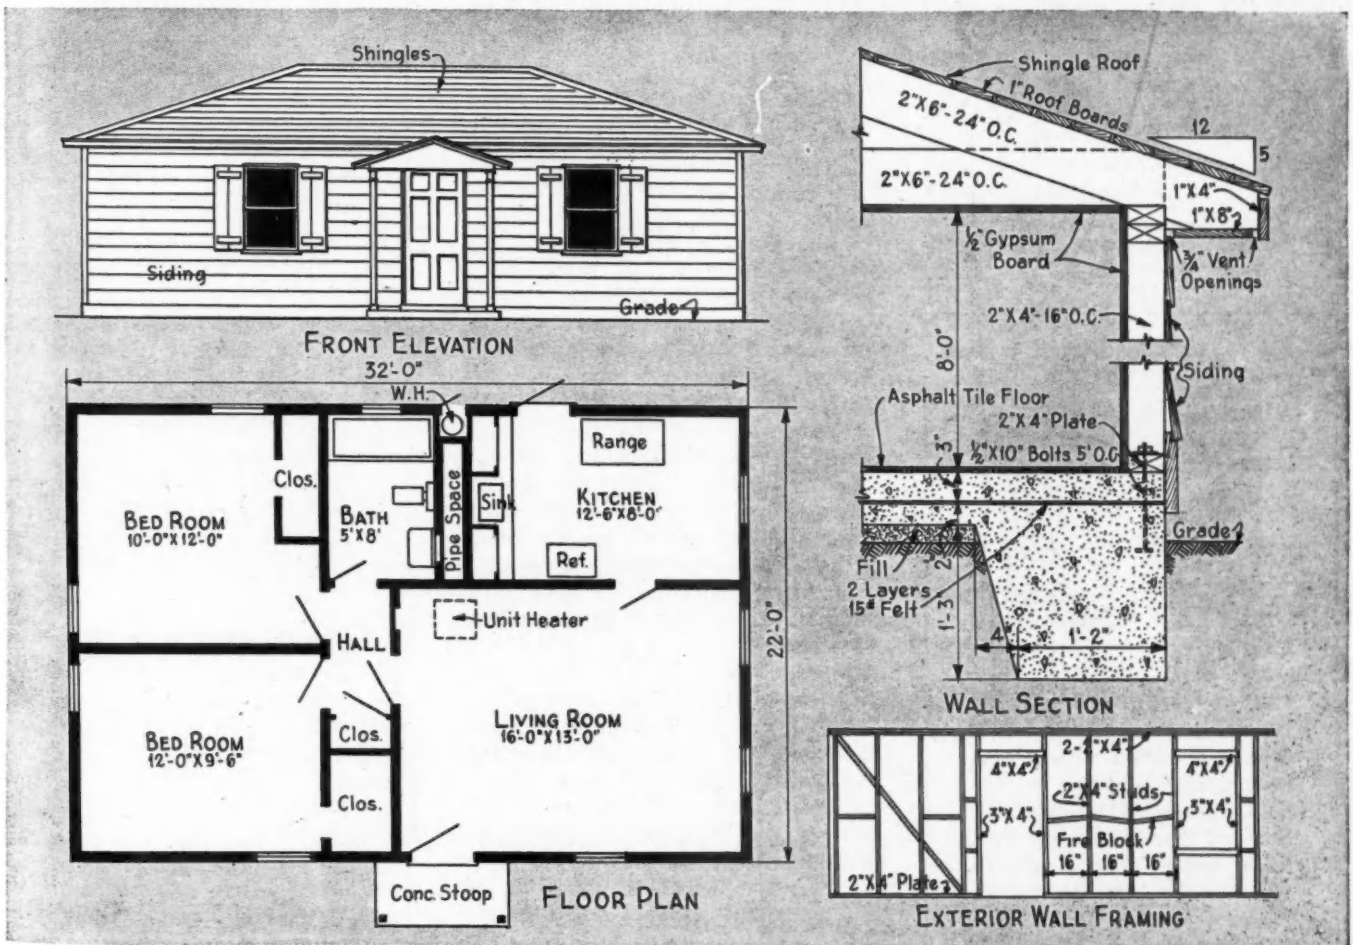 Shingles
Siding
Grade
FRONT ELEVATION
32'-0"
W.H.
Clos.
BED ROOM
10'-0"X12'-0"
BATH
5'X8'
Pipe Space
Sink
Range
KITCHEN
12'-6"X8'-0"
Ref.
Unit Heater
HALL
22'-0"
BED ROOM
12'-0"X9'-6"
Clos.
Clos.
LIVING ROOM
16'-0"X13'-0"
Conc. Stoop
FLOOR PLAN
Shingle Roof
1" Roof Boards
2"X6"-24" O.C.
12
5
2"X6"-24" O.C.
1"X4"
1"X8"
1/2" Gypsum
Board
3/4" Vent
Openings
2"X4"-16" O.C.
8'-0"
Siding
Asphalt Tile Floor
2"X4" Plate
3"
1/2"X10" Bolts 5' O.C.
Grade
Fill
2 Layers
15# Felt
1'-3"
4"
1'-2"
WALL SECTION
2-2"X4"
4"X4"
4"X4"
2"X4" Studs
3"X4"
3"X4"
Fire Block
16" 16" 16"
2"X4" Plate
EXTERIOR WALL FRAMING